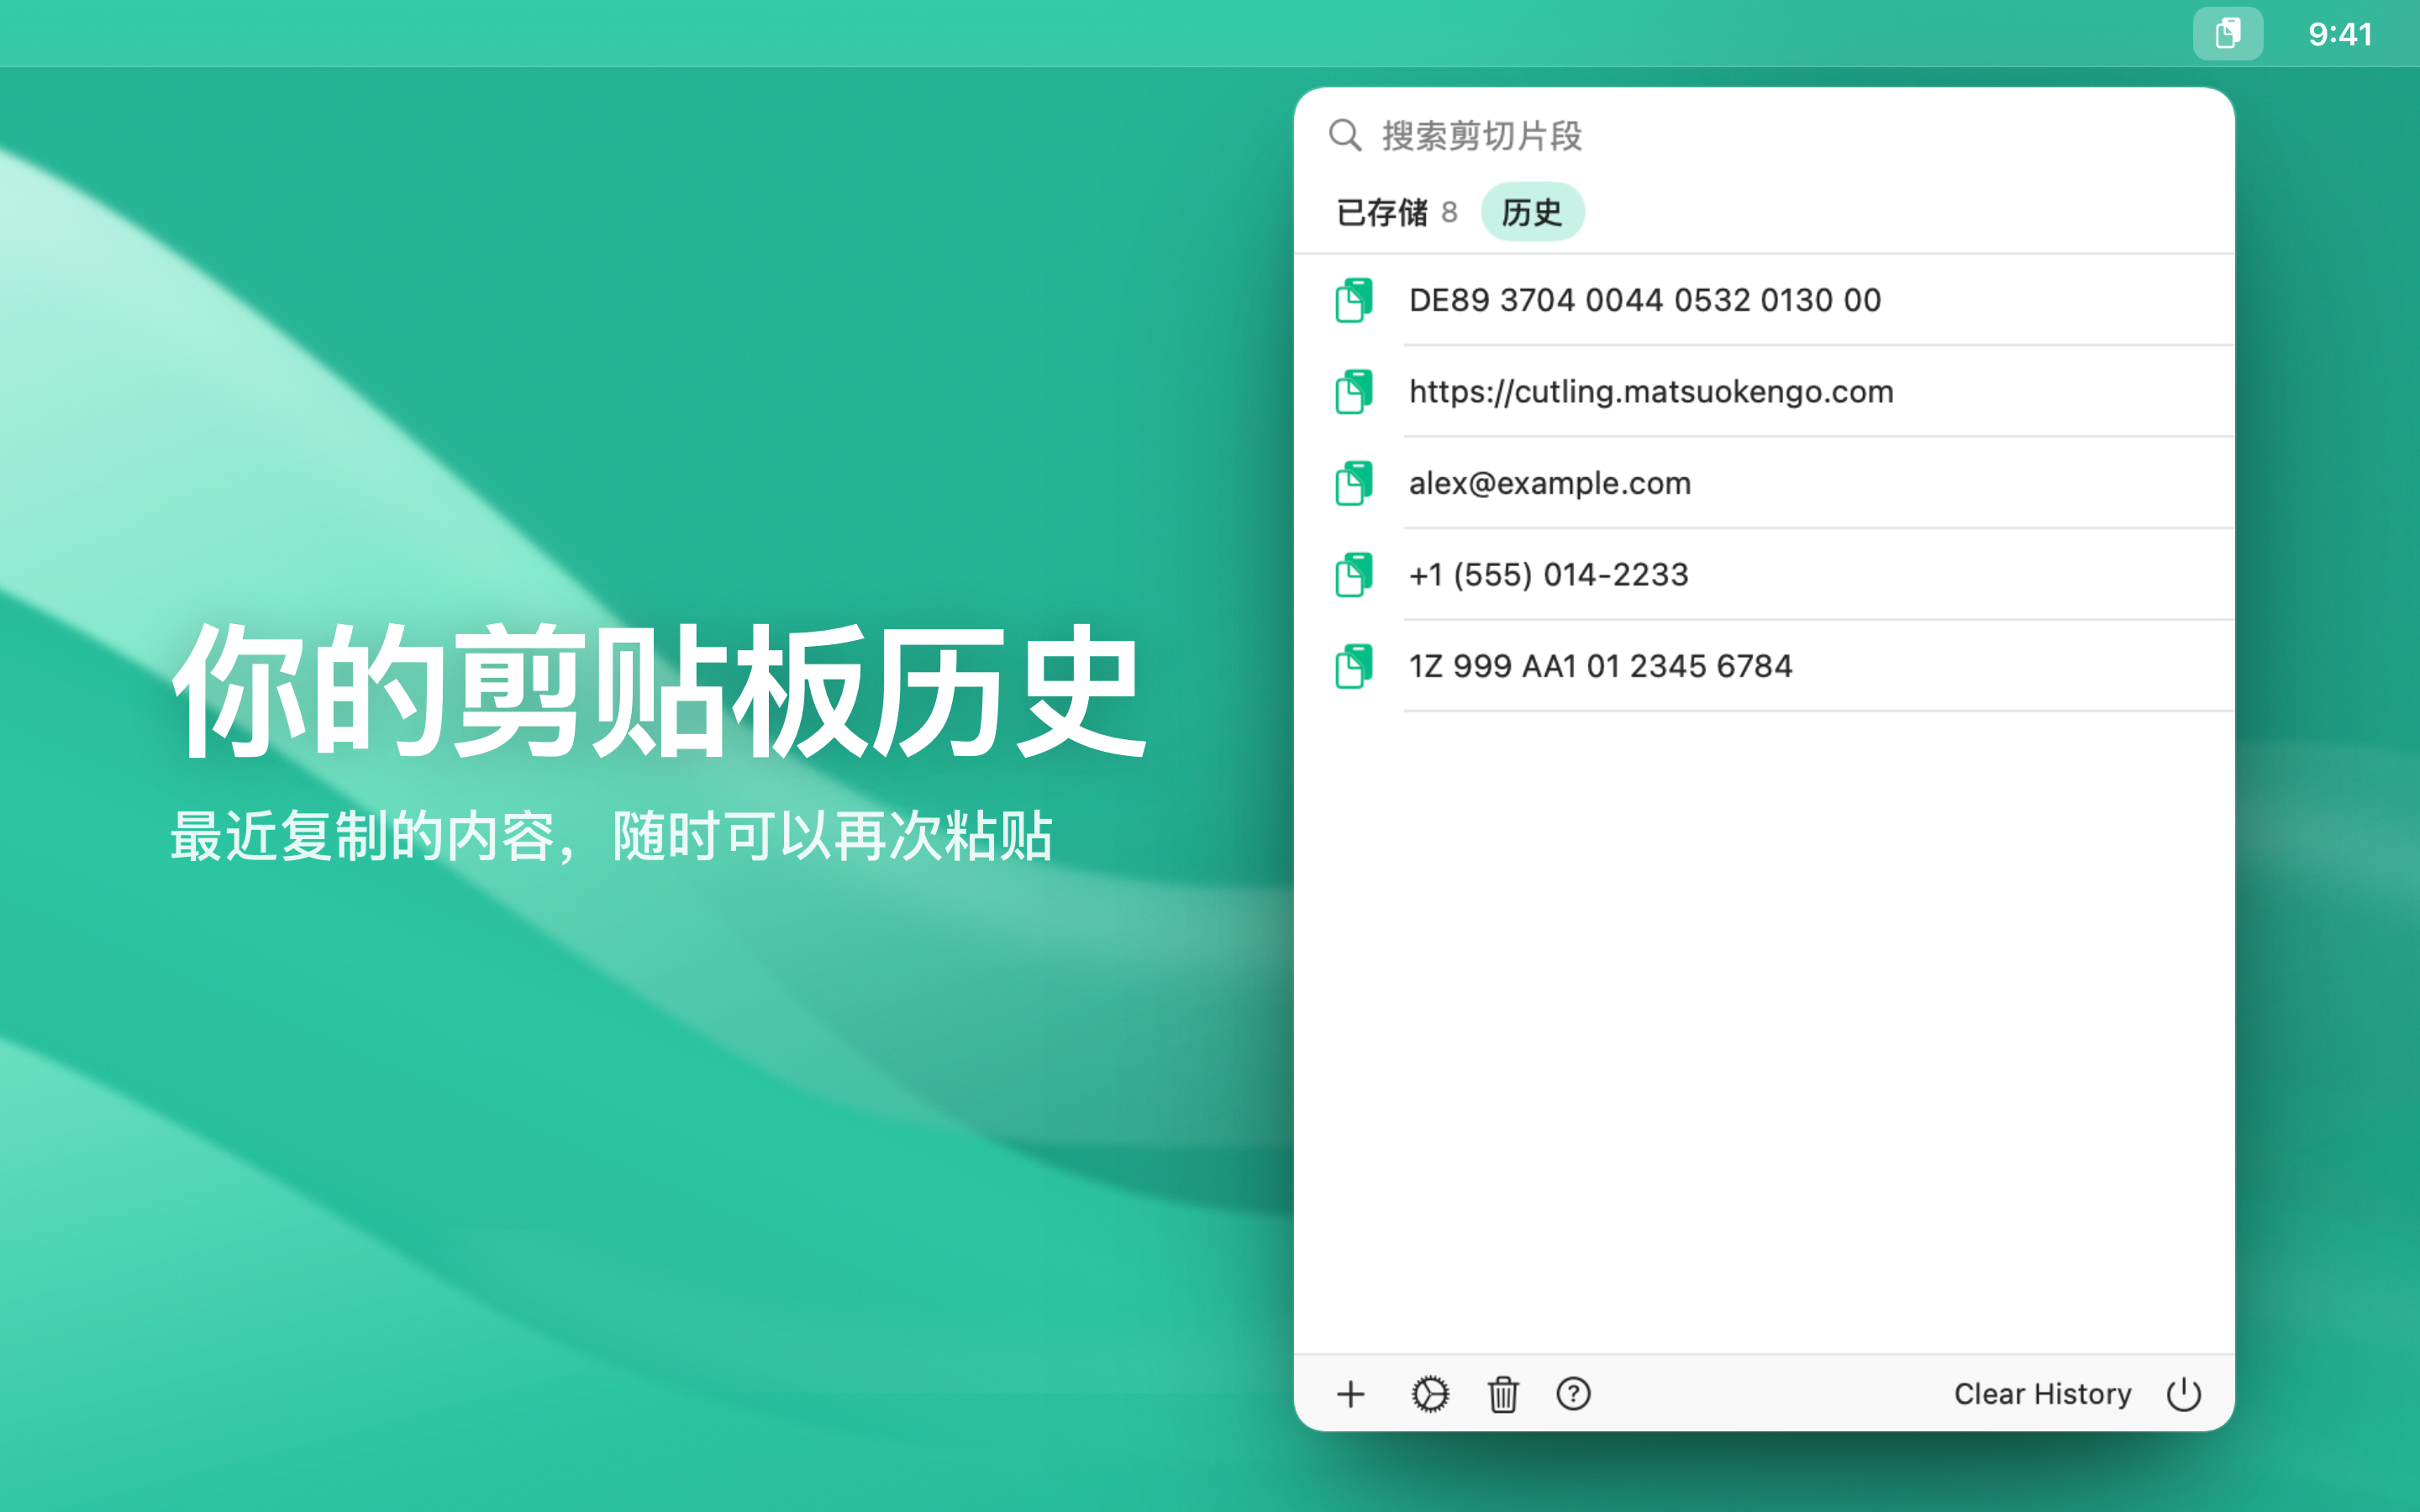 9:41
搜索剪切片段
已存储 8 历史
DE89 3704 0044 0532 0130 00
https://cutling.matsuokengo.com
alex@example.com
+1 (555) 014-2233
1Z 999 AA1 01 2345 6784
你的剪贴板历史
最近复制的内容，随时可以再次粘贴
Clear History